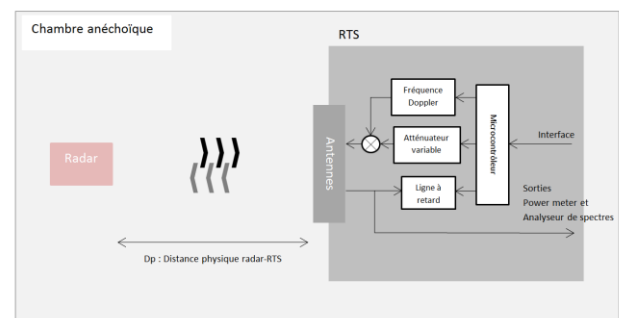 Chambre anéchoïque
RTS
Radar
Antennes
Fréquence
Doppler
Atténuateur
variable
Ligne à
retard
Microcontrôleur
Interface
Sorties
Power meter et
Analyseur de spectres
Dp : Distance physique radar-RTS